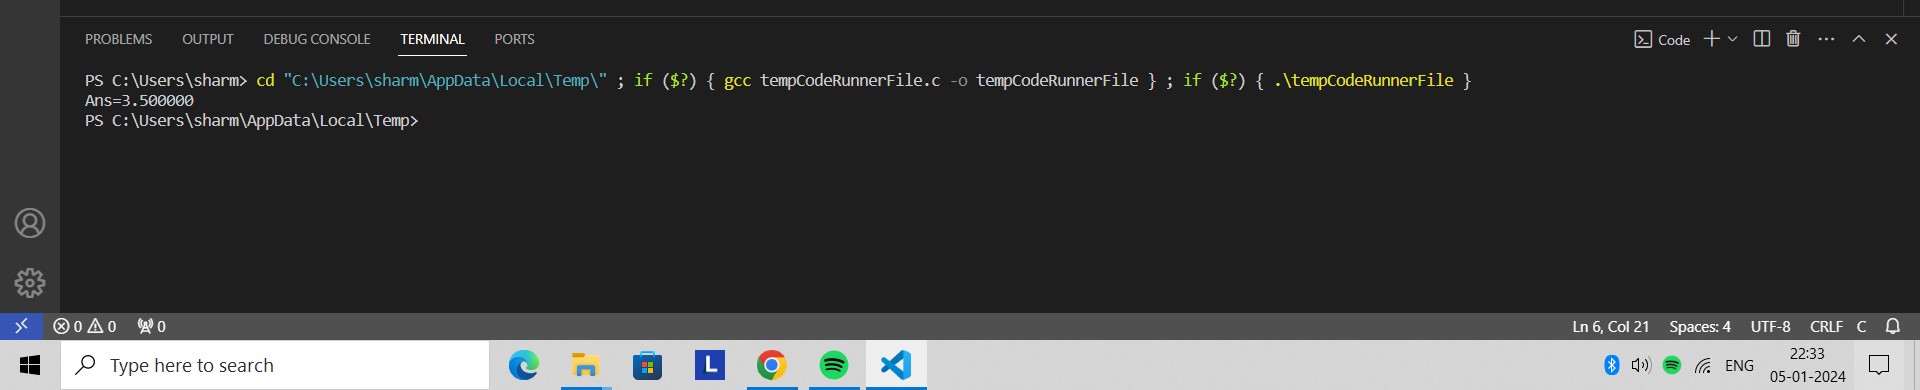 PROBLEMS OUTPUT DEBUG CONSOLE TERMINAL PORTS Code
PS C:\Users\sharm> cd "C:\Users\sharm\AppData\Local\Temp\" ; if ($?) { gcc tempCodeRunnerFile.c -o tempCodeRunnerFile } ; if ($?) { .\tempCodeRunnerFile }
Ans=3.500000
PS C:\Users\sharm\AppData\Local\Temp>
0 0 0 Ln 6, Col 21 Spaces: 4 UTF-8 CRLF C
Type here to search L ENG 22:33
05-01-2024